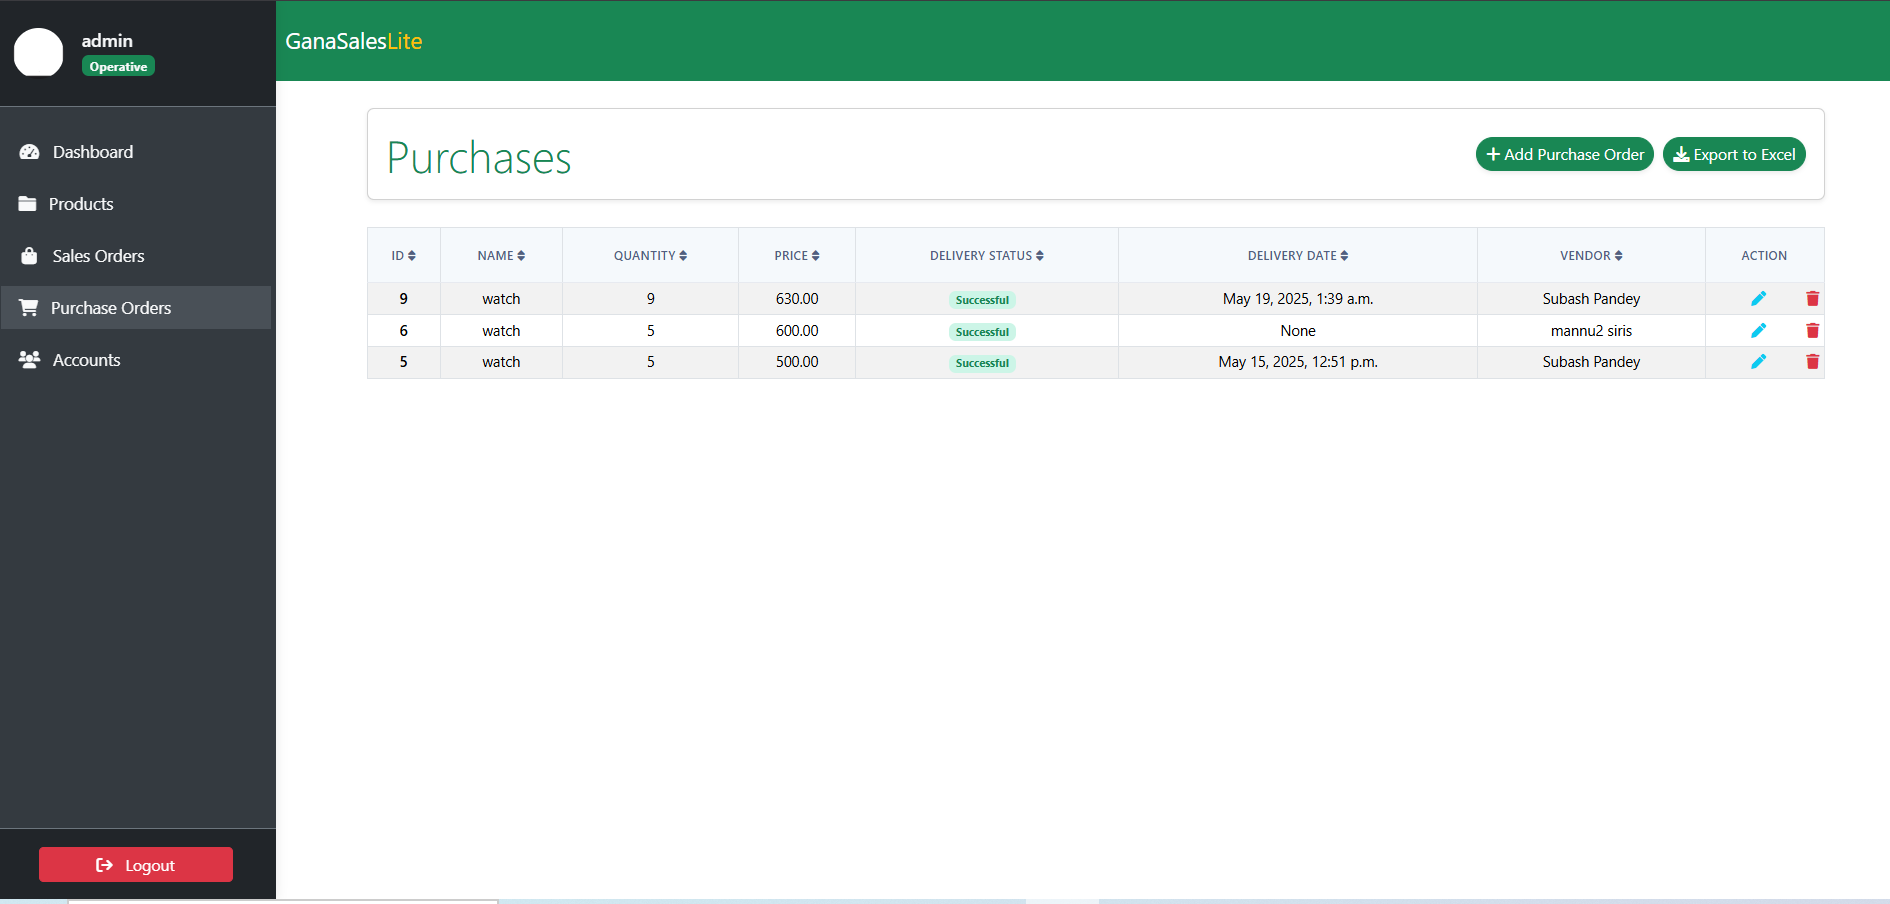 admin
Operative
GanaSalesLite
Dashboard
Products
Sales Orders
Purchase Orders
Accounts
Logout
Purchases
Add Purchase Order
Export to Excel
ID NAME QUANTITY PRICE DELIVERY STATUS DELIVERY DATE VENDOR ACTION
9 watch 9 630.00 Successful May 19, 2025, 1:39 a.m. Subash Pandey
6 watch 5 600.00 Successful None mannu2 siris
5 watch 5 500.00 Successful May 15, 2025, 12:51 p.m. Subash Pandey